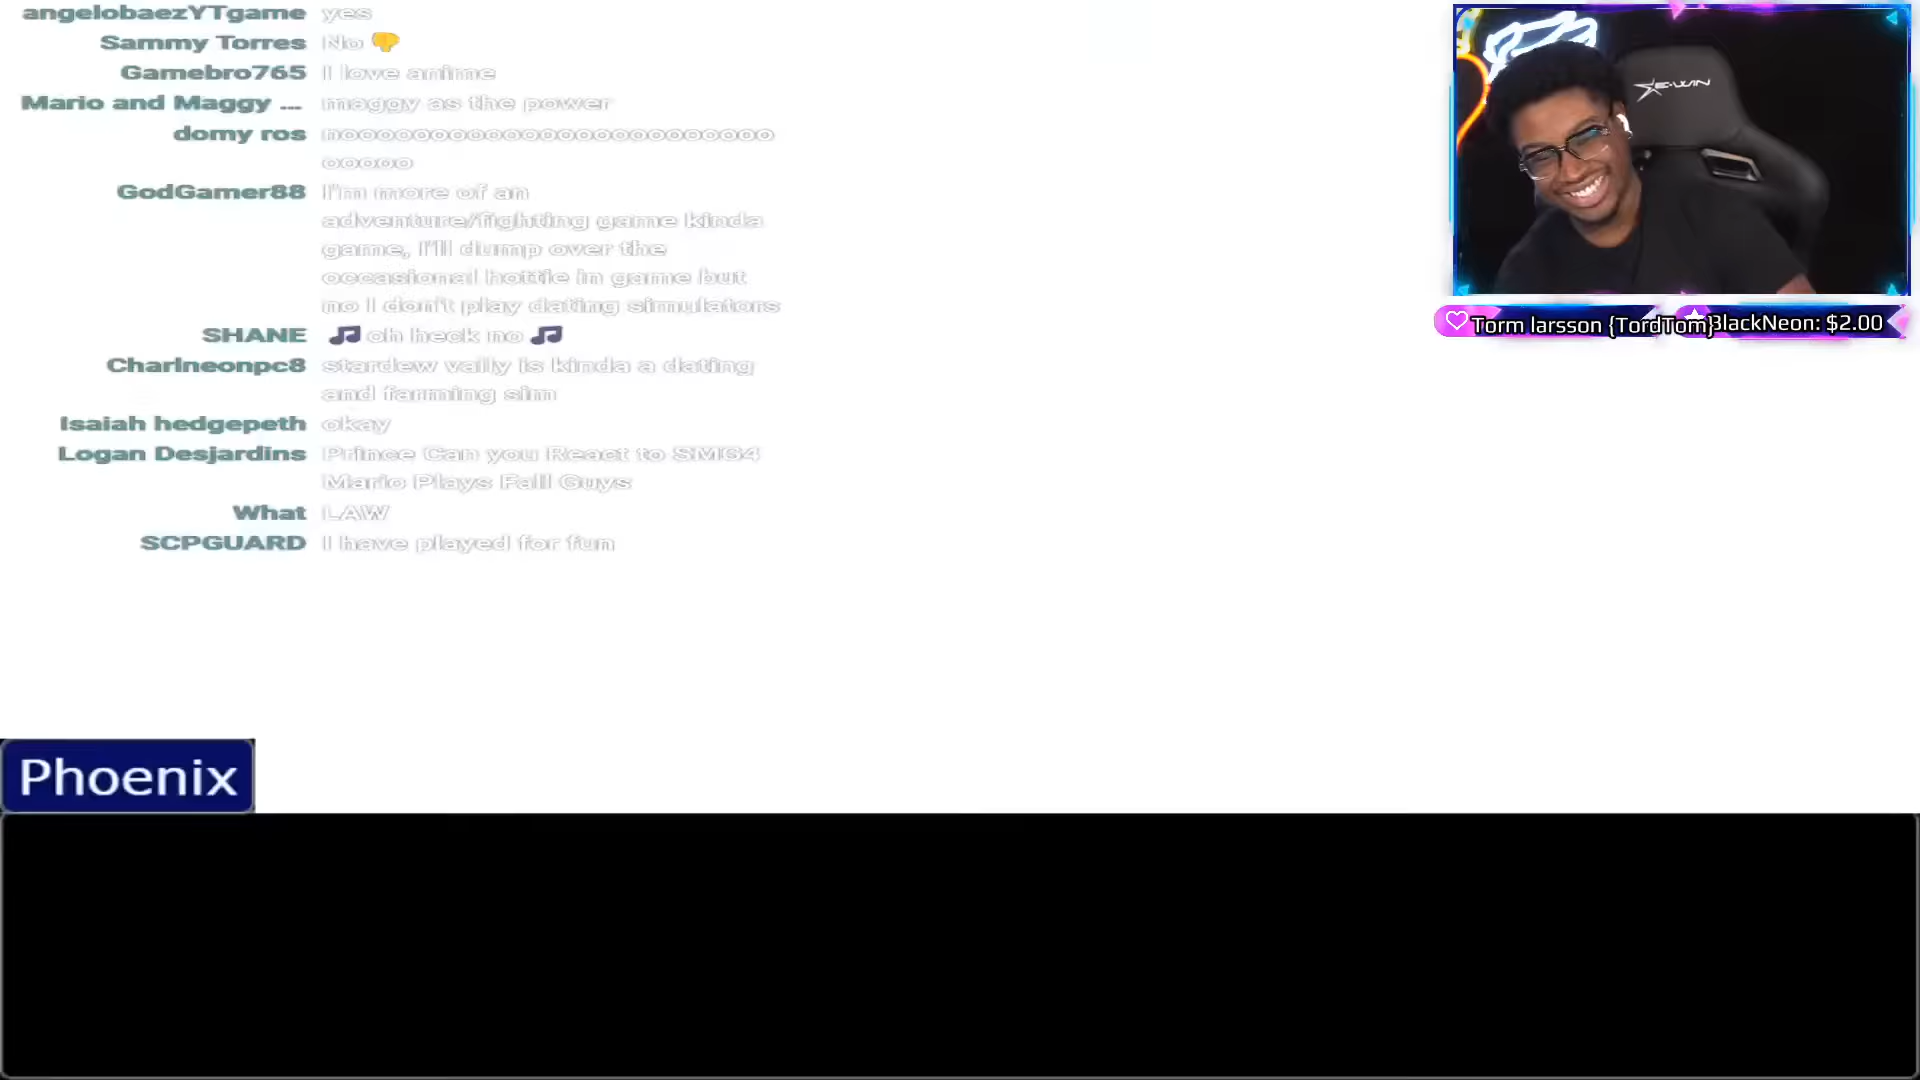 angelobaezYTgame yes
Sammy Torres No
Gamebro765 I love anime
Mario and Maggy ... maggy as the power
domy ros noooooooooooooooooooooooooo
ooooo
GodGamer88 I'm more of an
adventure/fighting game kinda
game, I'll dump over the
occasional hottie in game but
no I don't play dating simulators
SHANE oh heck no
Charlneonpc8 stardew vally is kinda a dating
and farming sim
Isaiah hedgepeth okay
Logan Desjardins Prince Can you React to SMG4
Mario Plays Fall Guys
What LAW
SCPGUARD I have played for fun
E-WIN
Torm larsson {TordTom}
BlackNeon: $2.00
Phoenix